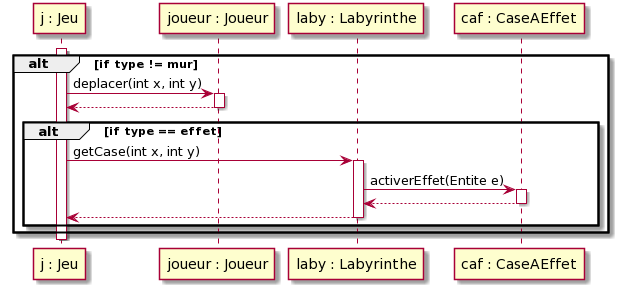 j : Jeu joueur : Joueur laby : Labyrinthe caf : CaseAEffet
alt [if type != mur]
deplacer(int x, int y)
alt [if type == effet]
getCase(int x, int y)
activerEffet(Entite e)
j : Jeu joueur : Joueur laby : Labyrinthe caf : CaseAEffet